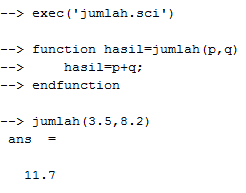 --> exec('jumlah.sci')
--> function hasil=jumlah(p,q)
-->     hasil=p+q;
--> endfunction
--> jumlah(3.5,8.2)
ans  =
11.7